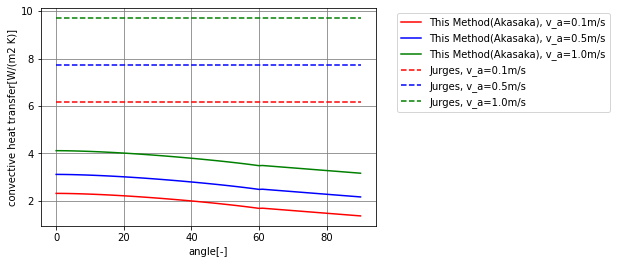 10
8
6
4
2
convective heat transfer[W/(m2 K)]
0
20
40
60
80
angle[-]
This Method(Akasaka), v_a=0.1m/s
This Method(Akasaka), v_a=0.5m/s
This Method(Akasaka), v_a=1.0m/s
Jurges, v_a=0.1m/s
Jurges, v_a=0.5m/s
Jurges, v_a=1.0m/s